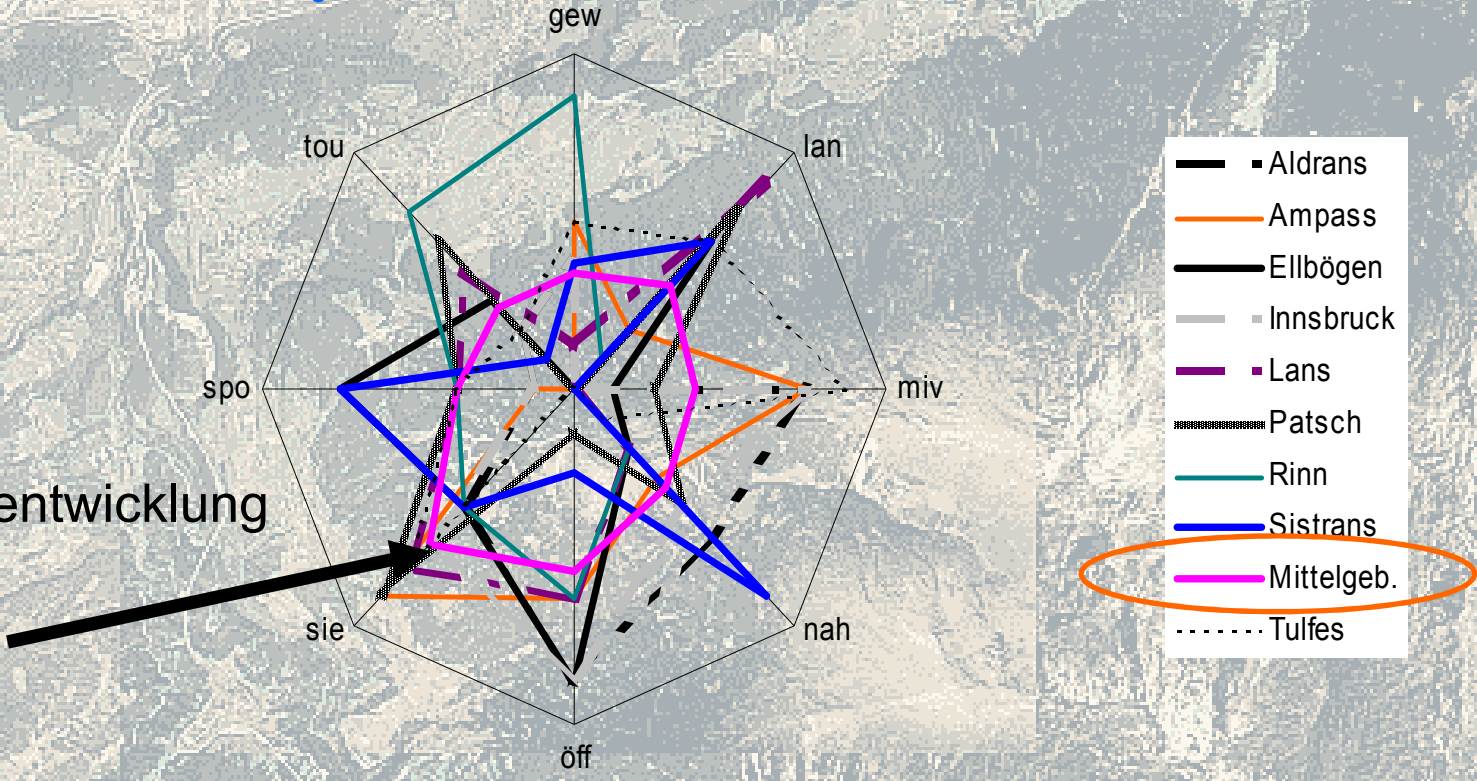 gew
tou
lan
spo
miv
entwicklung
sie
nah
öff
Aldrans
Ampass
Ellbögen
Innsbruck
Lans
Patsch
Rinn
Sistrans
Mittelgeb.
Tulfes